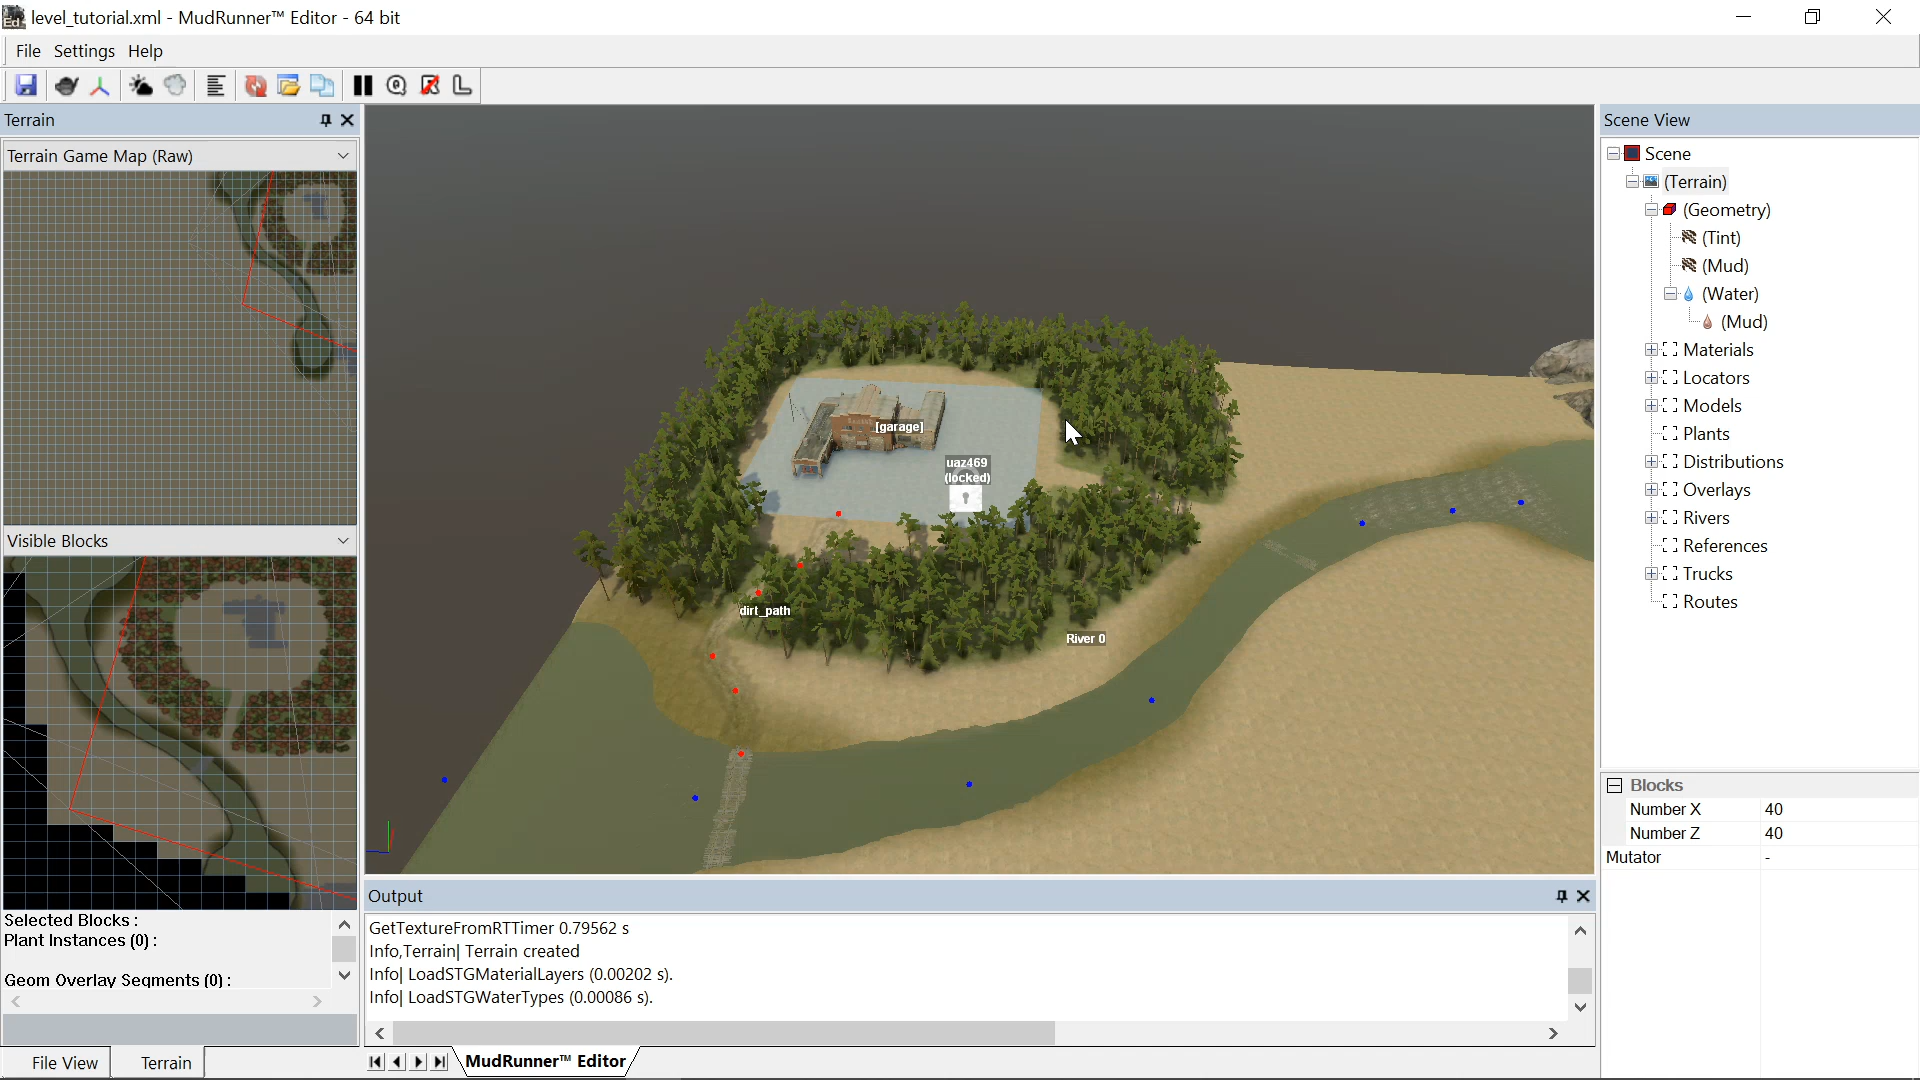 level_tutorial.xml - MudRunner™ Editor - 64 bit
File Settings Help
Terrain
Terrain Game Map (Raw)
Visible Blocks
Selected Blocks :
Plant Instances (0) :
Geom Overlay Segments (0) :
File View Terrain
[garage]
uaz469
(locked)
dirt_path
River 0
Output
GetTextureFromRTTimer 0.79562 s
Info,Terrain| Terrain created
Info| LoadSTGMaterialLayers (0.00202 s).
Info| LoadSTGWaterTypes (0.00086 s).
MudRunner™ Editor
Scene View
Scene
(Terrain)
(Geometry)
(Tint)
(Mud)
(Water)
(Mud)
Materials
Locators
Models
Plants
Distributions
Overlays
Rivers
References
Trucks
Routes
Blocks
Number X 40
Number Z 40
Mutator -